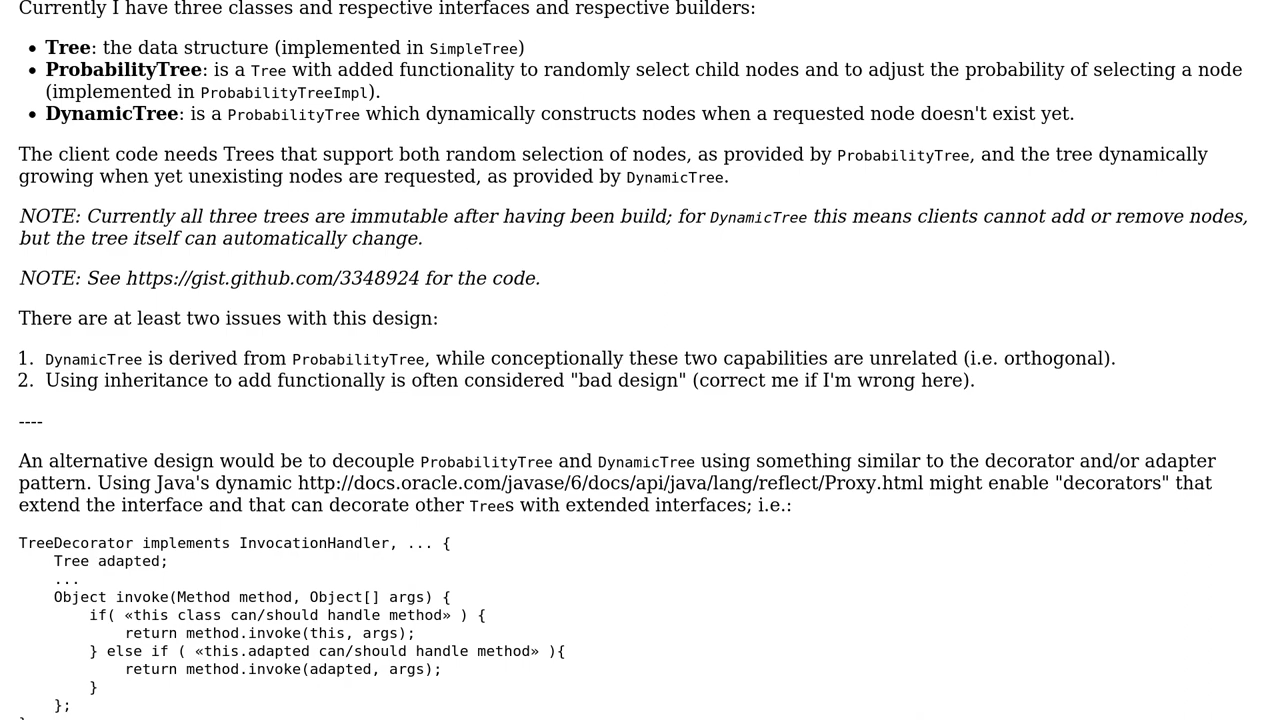 Currently I have three classes and respective interfaces and respective builders:
• Tree: the data structure (implemented in SimpleTree)
• ProbabilityTree: is a Tree with added functionality to randomly select child nodes and to adjust the probability of selecting a node
(implemented in ProbabilityTreeImpl).
• DynamicTree: is a ProbabilityTree which dynamically constructs nodes when a requested node doesn't exist yet.
The client code needs Trees that support both random selection of nodes, as provided by ProbabilityTree, and the tree dynamically
growing when yet unexisting nodes are requested, as provided by DynamicTree.
NOTE: Currently all three trees are immutable after having been build; for DynamicTree this means clients cannot add or remove nodes,
but the tree itself can automatically change.
NOTE: See https://gist.github.com/3348924 for the code.
There are at least two issues with this design:
1. DynamicTree is derived from ProbabilityTree, while conceptionally these two capabilities are unrelated (i.e. orthogonal).
2. Using inheritance to add functionally is often considered "bad design" (correct me if I'm wrong here).
----
An alternative design would be to decouple ProbabilityTree and DynamicTree using something similar to the decorator and/or adapter
pattern. Using Java's dynamic http://docs.oracle.com/javase/6/docs/api/java/lang/reflect/Proxy.html might enable "decorators" that
extend the interface and that can decorate other Trees with extended interfaces; i.e.:
TreeDecorator implements InvocationHandler, ... {
    Tree adapted;
    ...
    Object invoke(Method method, Object[] args) {
        if( «this class can/should handle method» ) {
            return method.invoke(this, args);
        } else if ( «this.adapted can/should handle method» ){
            return method.invoke(adapted, args);
        }
    };